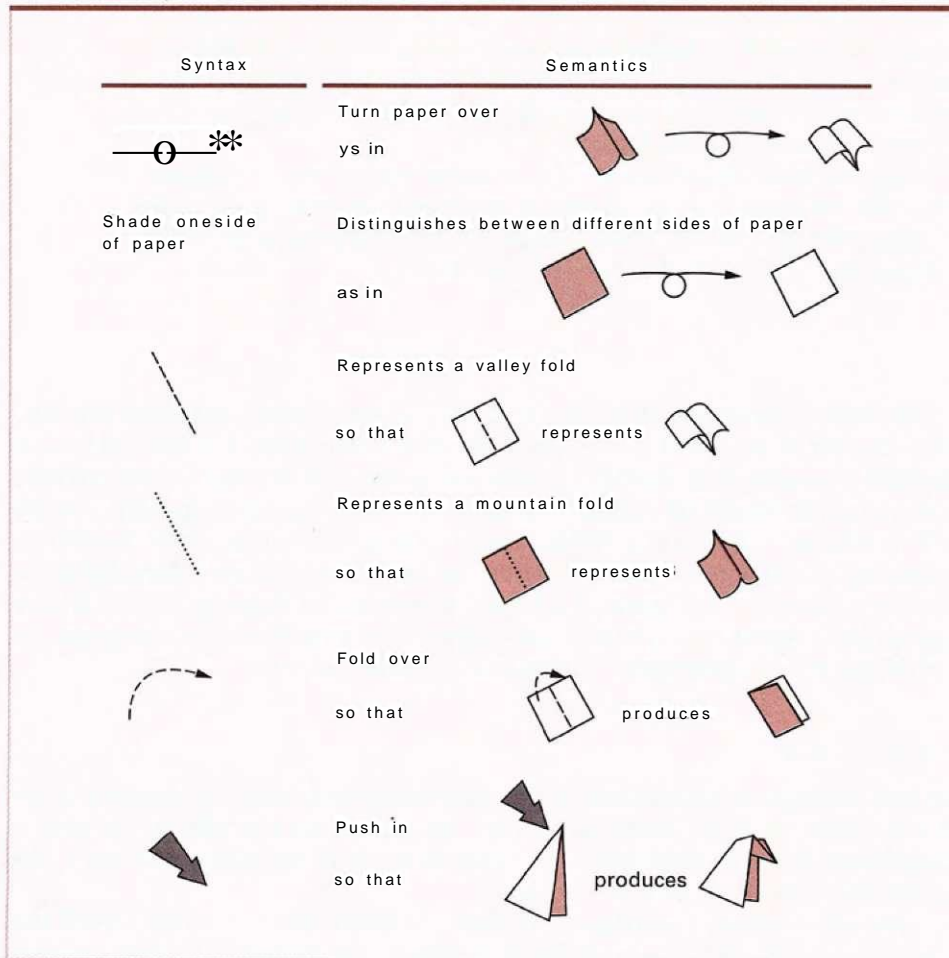 Syntax
Semantics
Turn paper over
ys in
Shade oneside
of paper
Distinguishes between different sides of paper
as in
Represents a valley fold
so that
represents
Represents a mountain fold
so that
represents
Fold over
so that
produces
Push in
so that
produces